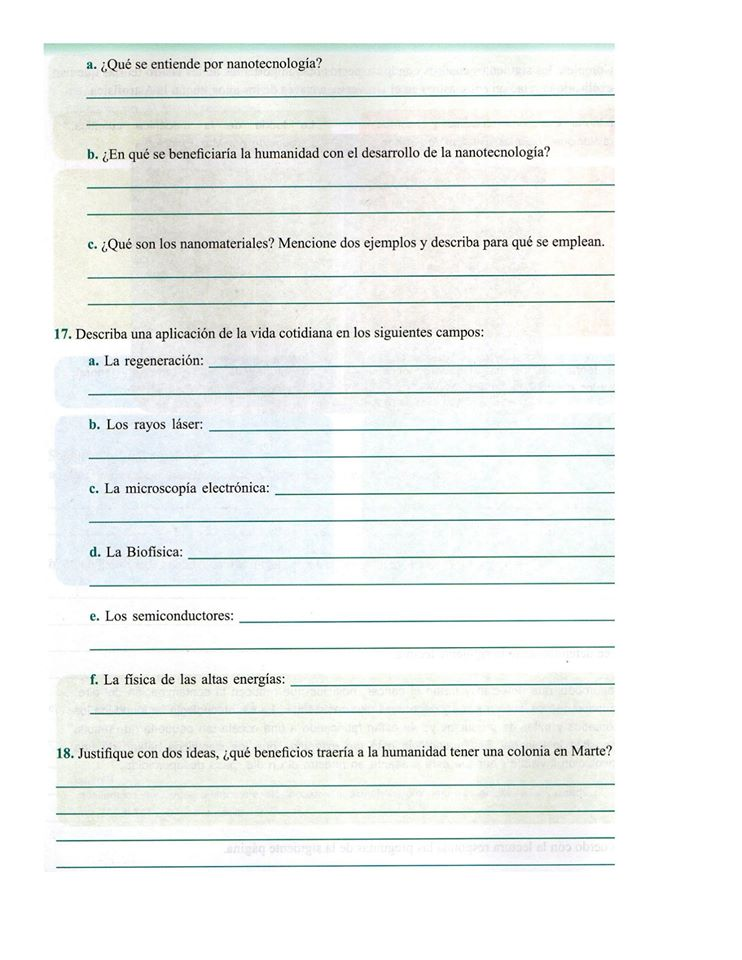 a. ¿Qué se entiende por nanotecnología?
b. ¿En qué se beneficiaría la humanidad con el desarrollo de la nanotecnología?
c. ¿Qué son los nanomateriales? Mencione dos ejemplos y describa para qué se emplean.
17. Describa una aplicación de la vida cotidiana en los siguientes campos:
a. La regeneración:
b. Los rayos láser:
c. La microscopía electrónica:
d. La Biofísica:
e. Los semiconductores:
f. La física de las altas energías:
18. Justifique con dos ideas, ¿qué beneficios traería a la humanidad tener una colonia en Marte?